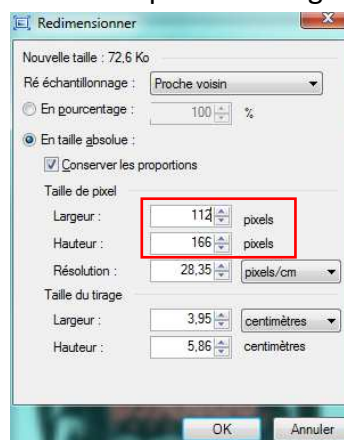 Redimensionner
Nouvelle taille : 72,6 Ko
Ré échantillonnage : Proche voisin
En pourcentage : 100 %
En taille absolue :
Conserver les proportions
Taille de pixel
Largeur : 112 pixels
Hauteur : 166 pixels
Résolution : 28,35 pixels/cm
Taille du tirage
Largeur : 3,95 centimètres
Hauteur : 5,86 centimètres
OK Annuler